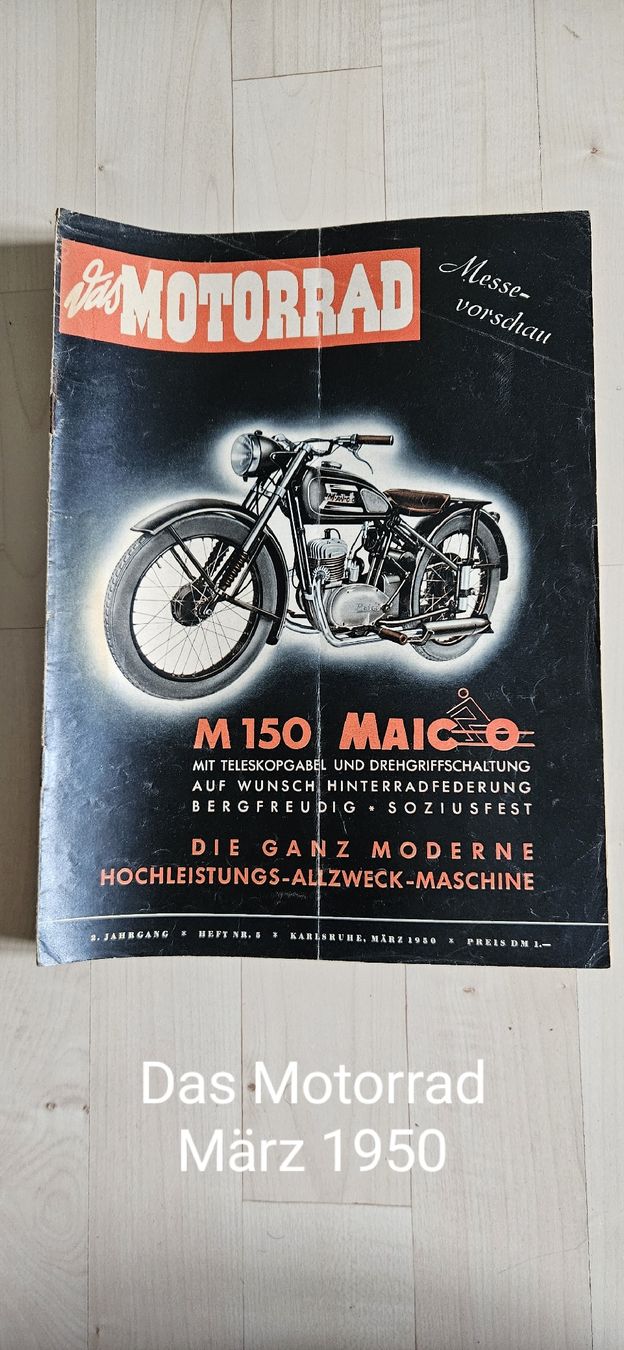 das MOTORRAD
Messe-
vorschau
M 150 MAICO
MIT TELESKOPGABEL UND DREHGRIFFSCHALTUNG
AUF WUNSCH HINTERRADFEDERUNG
BERGFREUDIG * SOZIUSFEST
DIE GANZ MODERNE
HOCHLEISTUNGS-ALLZWECK-MASCHINE
2. JAHRGANG * HEFT NR. 5 * KARLSRUHE, MÄRZ 1950 * PREIS DM 1.—
Das Motorrad
März 1950